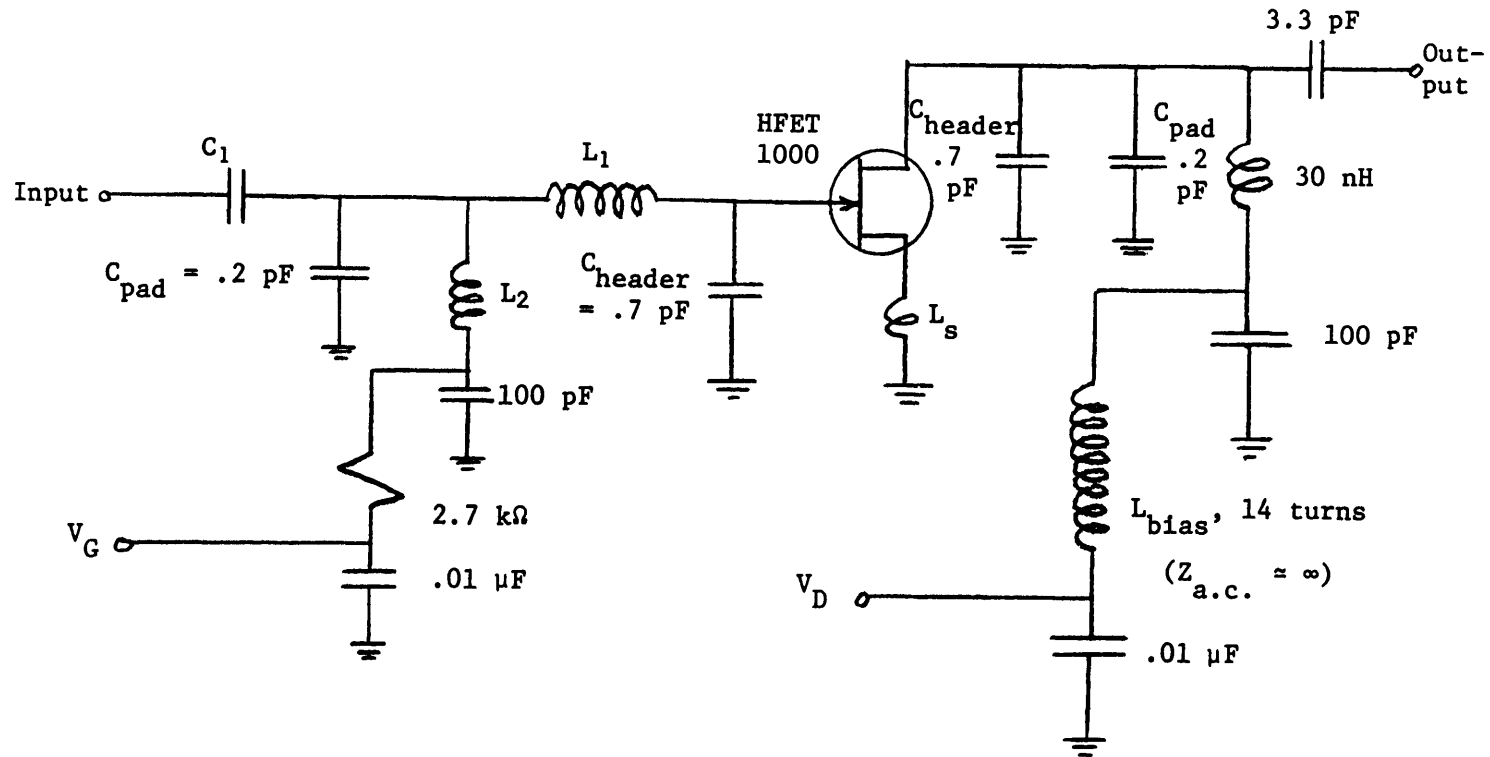 3.3 pF
Out-
put
C1
Input
L1
HFET
1000
Cheader
.7
pF
Cpad
.2
pF
30 nH
Cpad = .2 pF
L2
Cheader
= .7 pF
Ls
100 pF
100 pF
2.7 kΩ
VG
.01 µF
Lbias, 14 turns
(Za.c. ≃ ∞)
VD
.01 µF